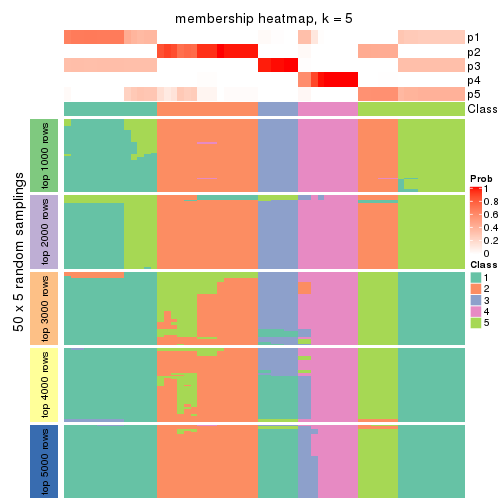 membership heatmap, k = 5
p1
p2
p3
p4
p5
Class
50 x 5 random samplings
top 1000 rows
top 2000 rows
top 3000 rows
top 4000 rows
top 5000 rows
Prob
1
0.8
0.6
0.4
0.2
0
Class
1
2
3
4
5